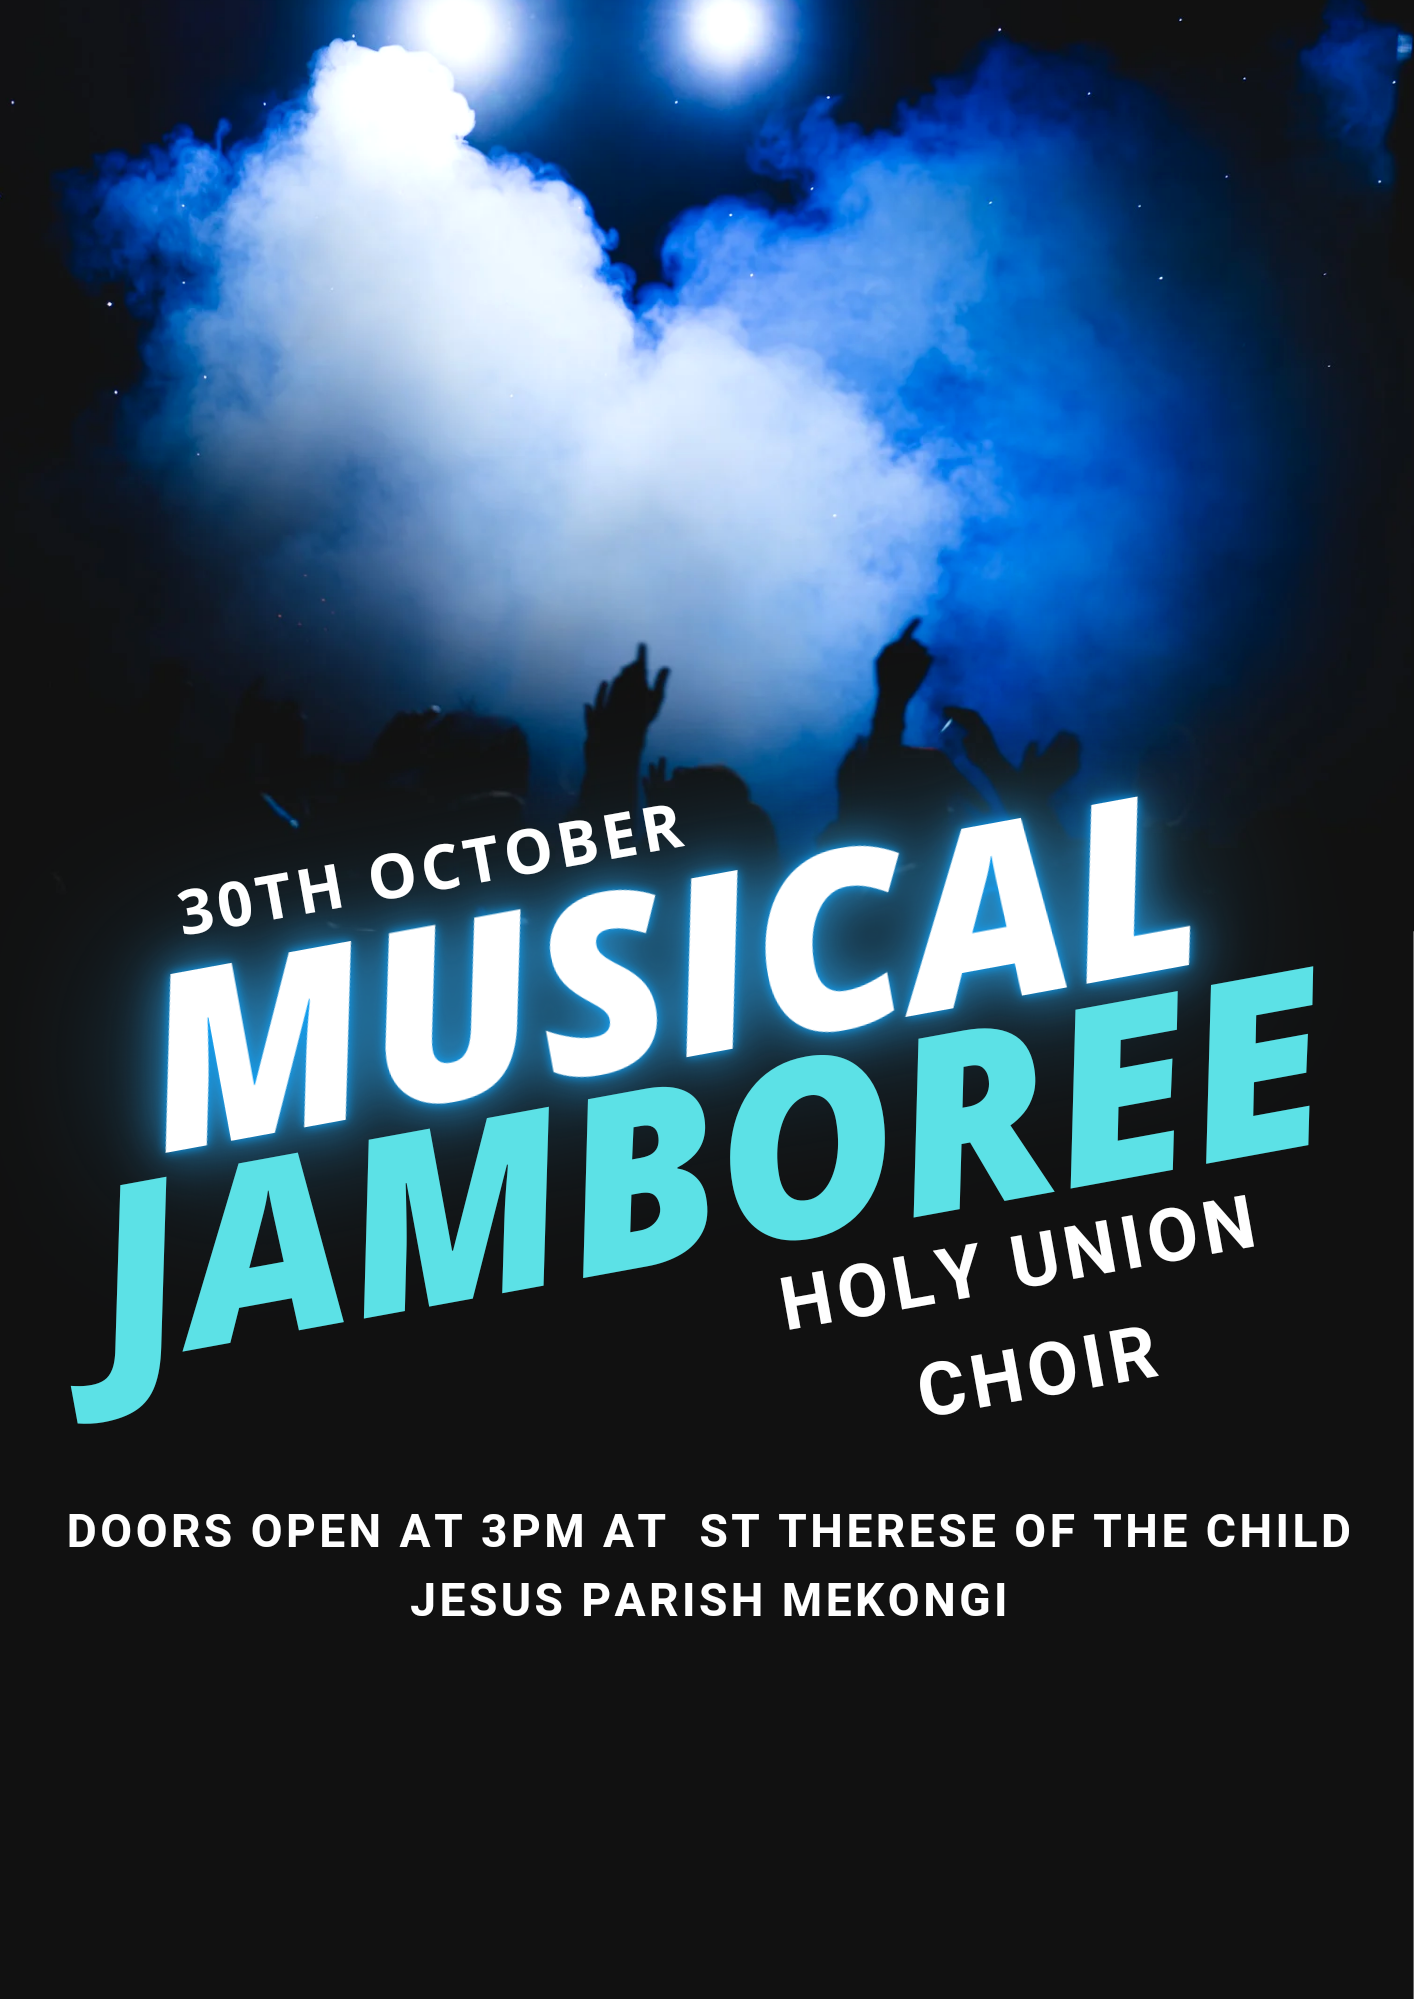 30TH OCTOBER
MUSICAL
JAMBOREE
HOLY UNION
CHOIR
DOORS OPEN AT 3PM AT  ST THERESE OF THE CHILD
JESUS PARISH MEKONGI